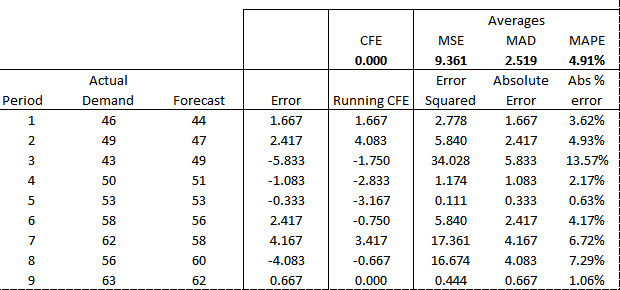 Averages
CFE MSE MAD MAPE
0.000 9.361 2.519 4.91%
Actual Error Absolute Abs %
Period Demand Forecast Error Running CFE Squared Error error
1 46 44 1.667 1.667 2.778 1.667 3.62%
2 49 47 2.417 4.083 5.840 2.417 4.93%
3 43 49 -5.833 -1.750 34.028 5.833 13.57%
4 50 51 -1.083 -2.833 1.174 1.083 2.17%
5 53 53 -0.333 -3.167 0.111 0.333 0.63%
6 58 56 2.417 -0.750 5.840 2.417 4.17%
7 62 58 4.167 3.417 17.361 4.167 6.72%
8 56 60 -4.083 -0.667 16.674 4.083 7.29%
9 63 62 0.667 0.000 0.444 0.667 1.06%